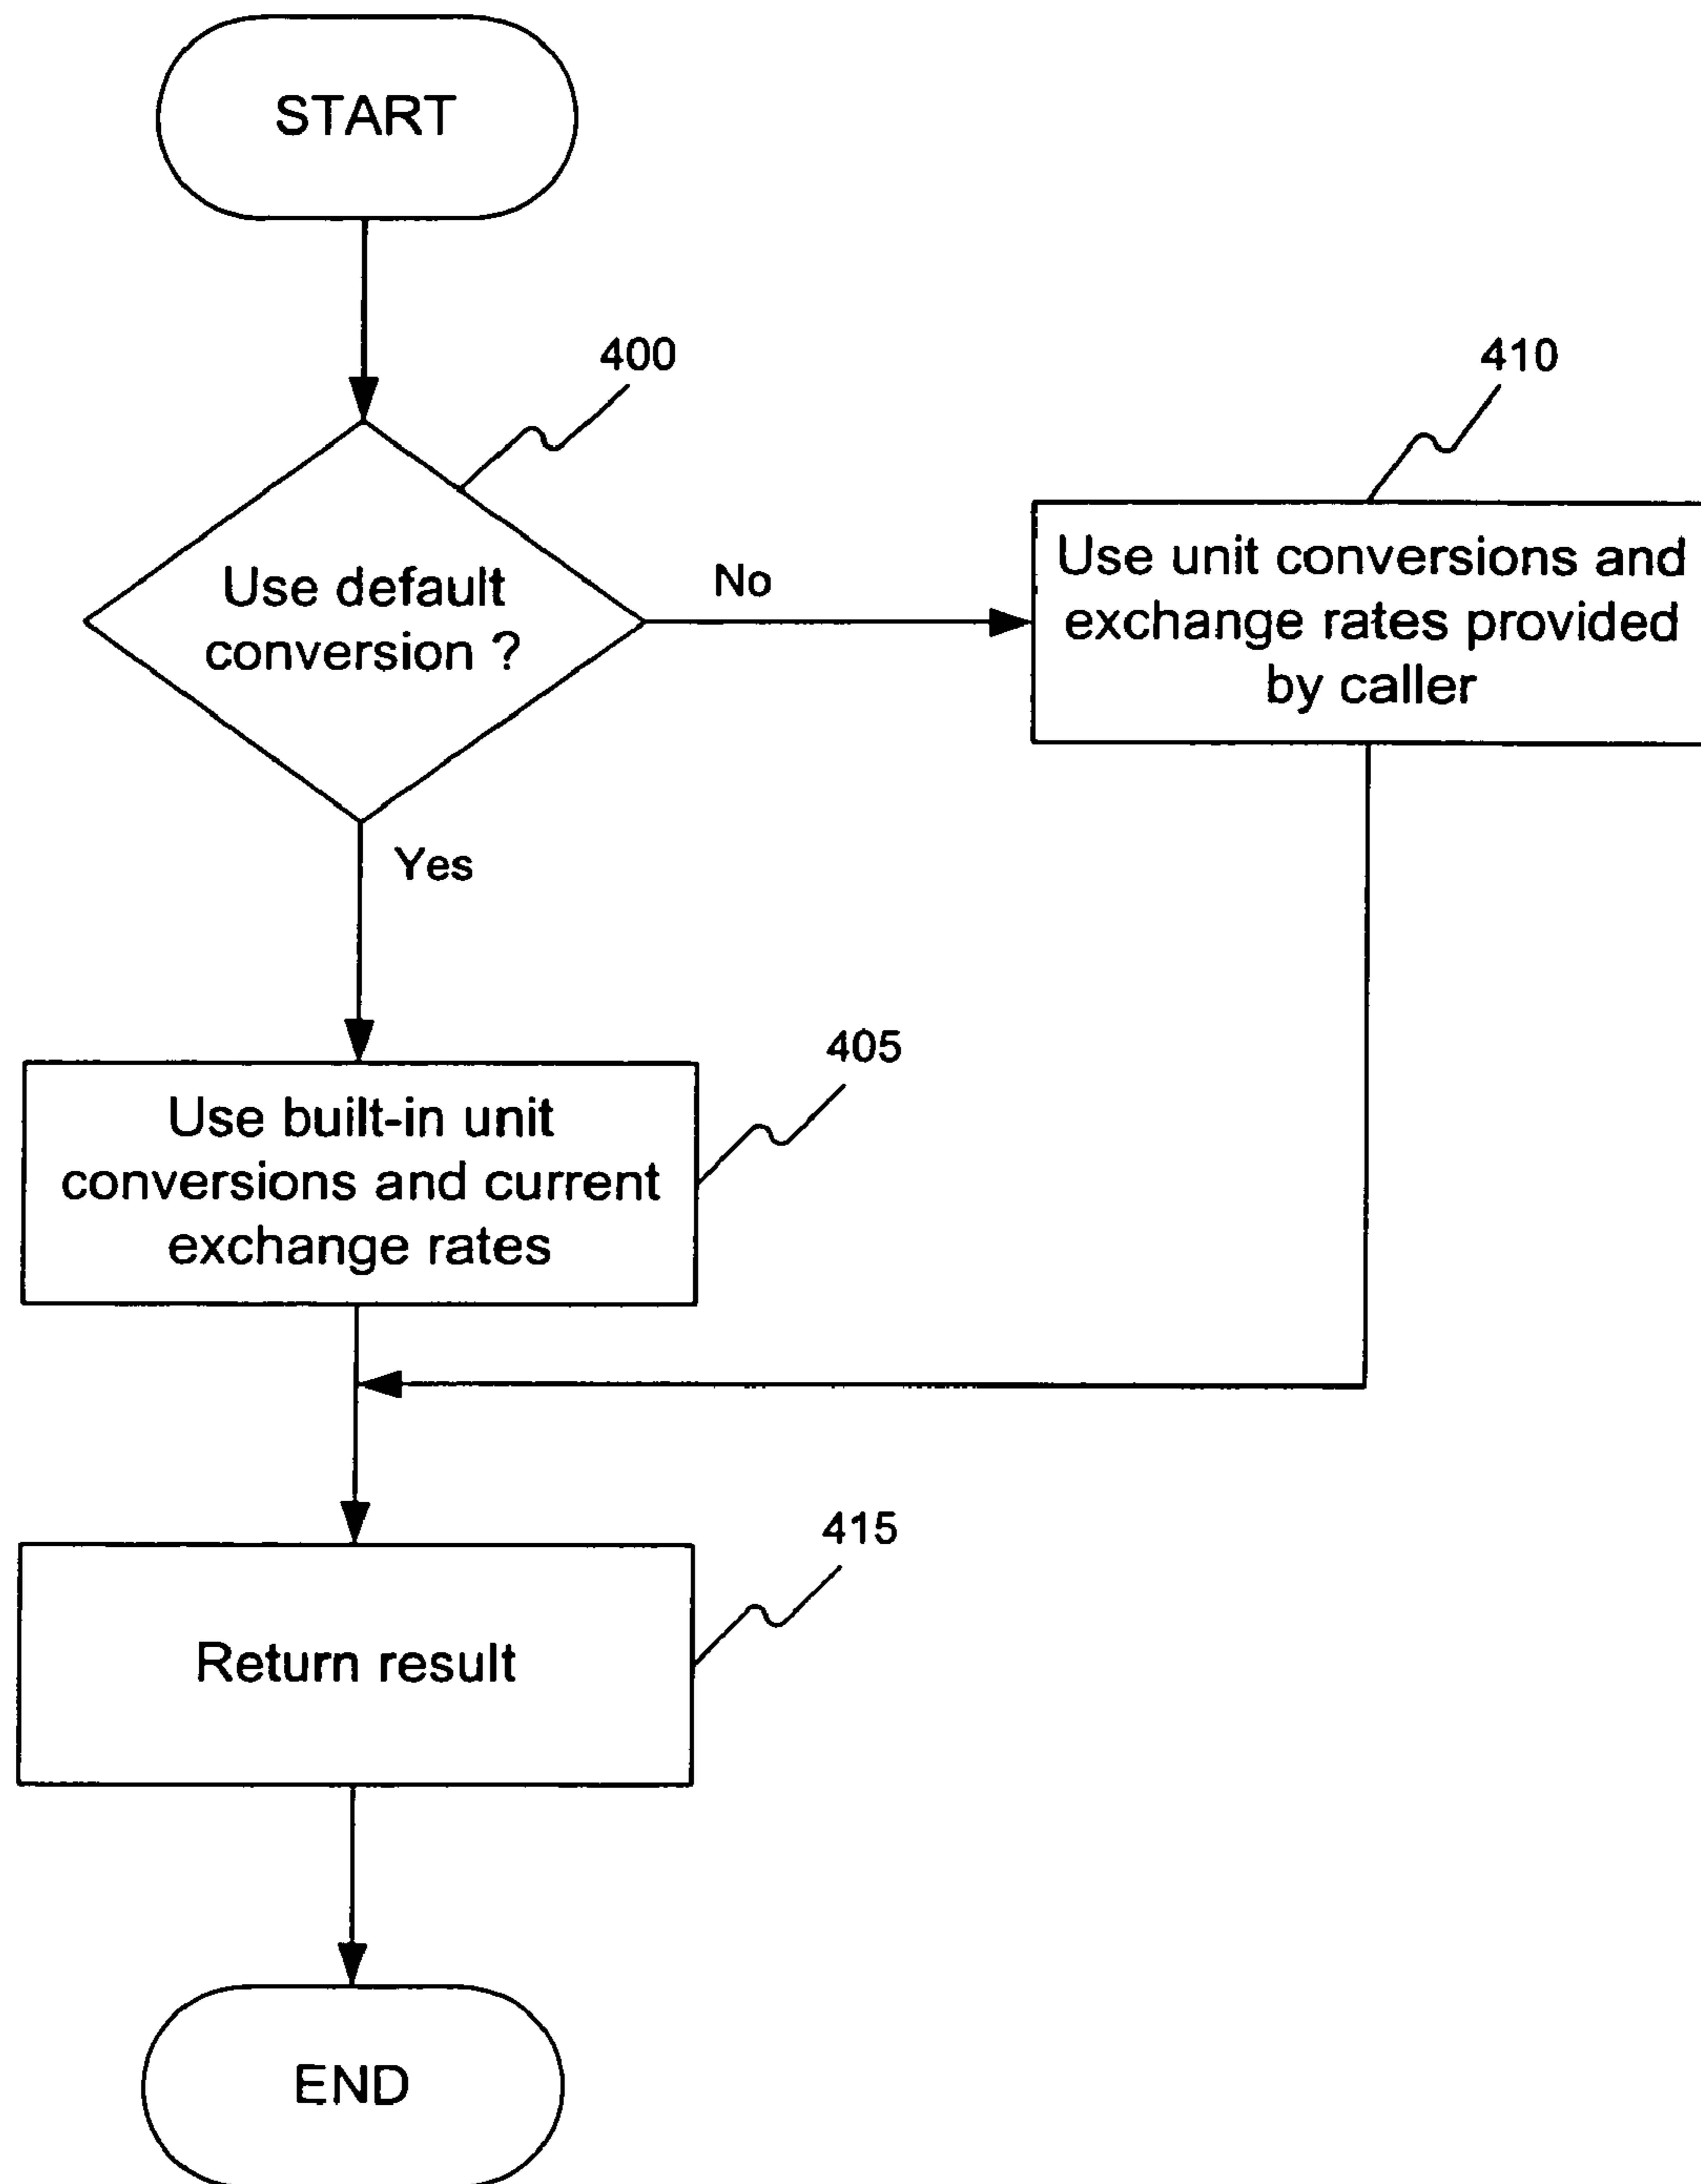 START
400
410
Use default
conversion ?
No
Use unit conversions and
exchange rates provided
by caller
Yes
405
Use built-in unit
conversions and current
exchange rates
415
Return result
END